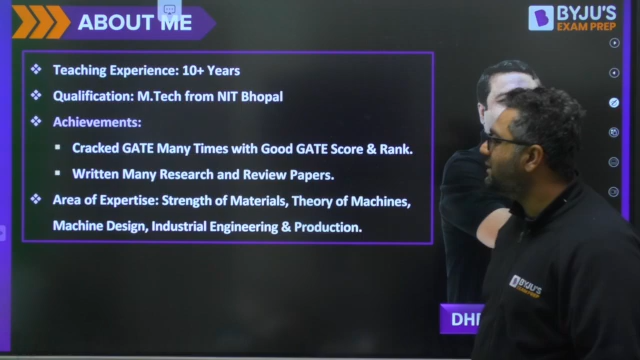 ABOUT ME
BYJU'S
EXAM PREP
Teaching Experience: 10+ Years
Qualification: M.Tech from NIT Bhopal
Achievements:
Cracked GATE Many Times with Good GATE Score & Rank.
Written Many Research and Review Papers.
Area of Expertise: Strength of Materials, Theory of Machines,
Machine Design, Industrial Engineering & Production.
BYJU'S
EXAM PREP